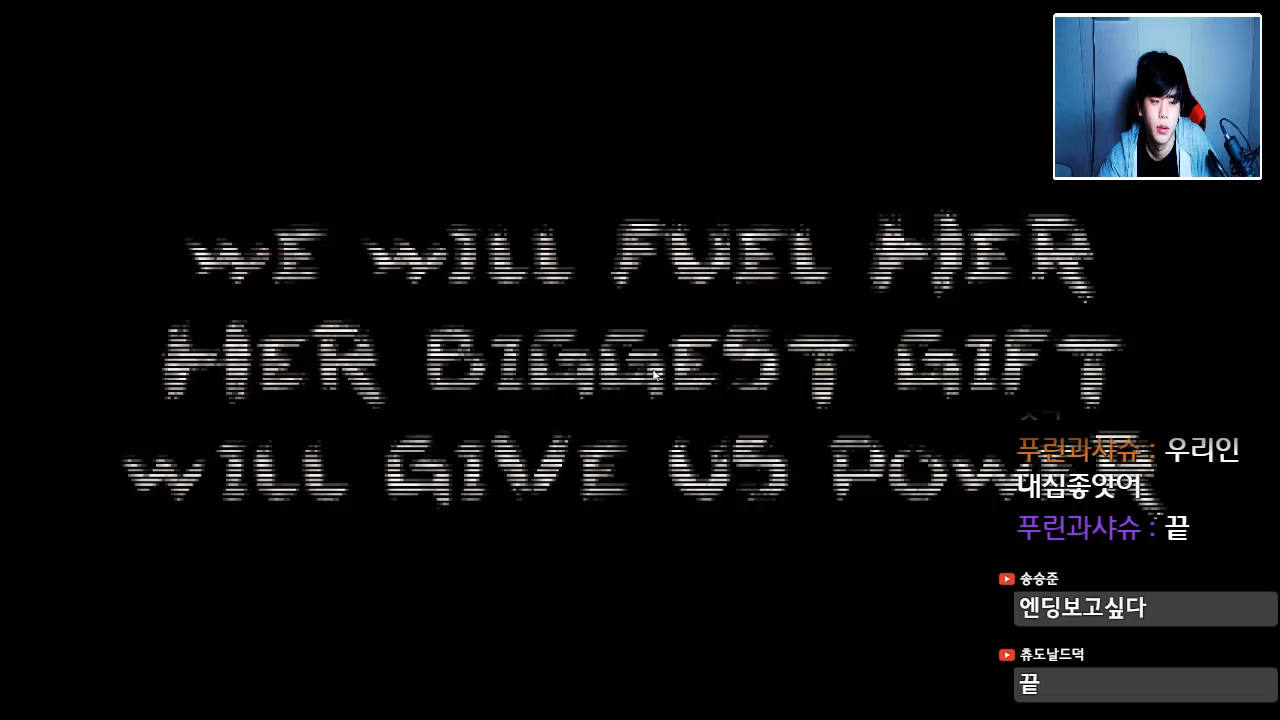 WE WILL FUEL HER
HER BIGGEST GIFT
WILL GIVE US POWER
푸린과샤슈 : 우리인
대짐좋앗어
푸린과샤슈 : 끝
송승준
엔딩보고싶다
츄도날드덕
끝